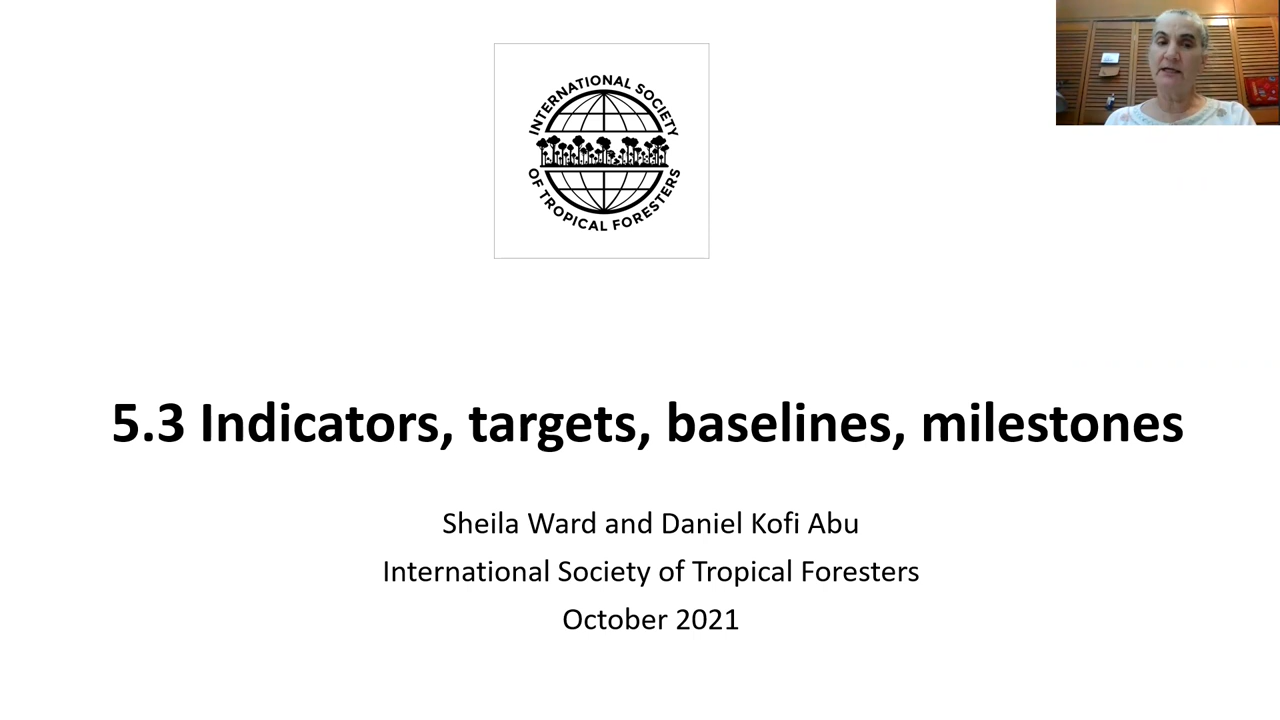 INTERNATIONAL SOCIETY
OF TROPICAL FORESTERS
5.3 Indicators, targets, baselines, milestones
Sheila Ward and Daniel Kofi Abu
International Society of Tropical Foresters
October 2021